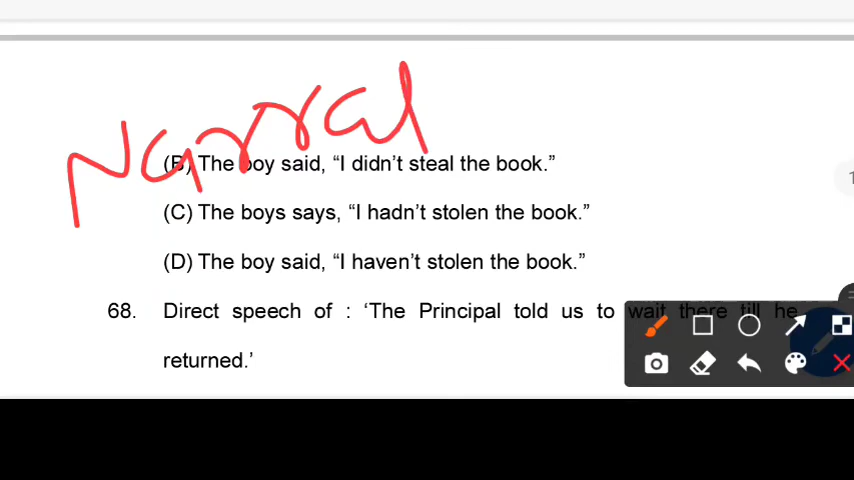 Narrat
(B) The boy said, “I didn’t steal the book.”
(C) The boys says, “I hadn’t stolen the book.”
(D) The boy said, “I haven’t stolen the book.”
68. Direct speech of : ‘The Principal told us to wait there till he
returned.’